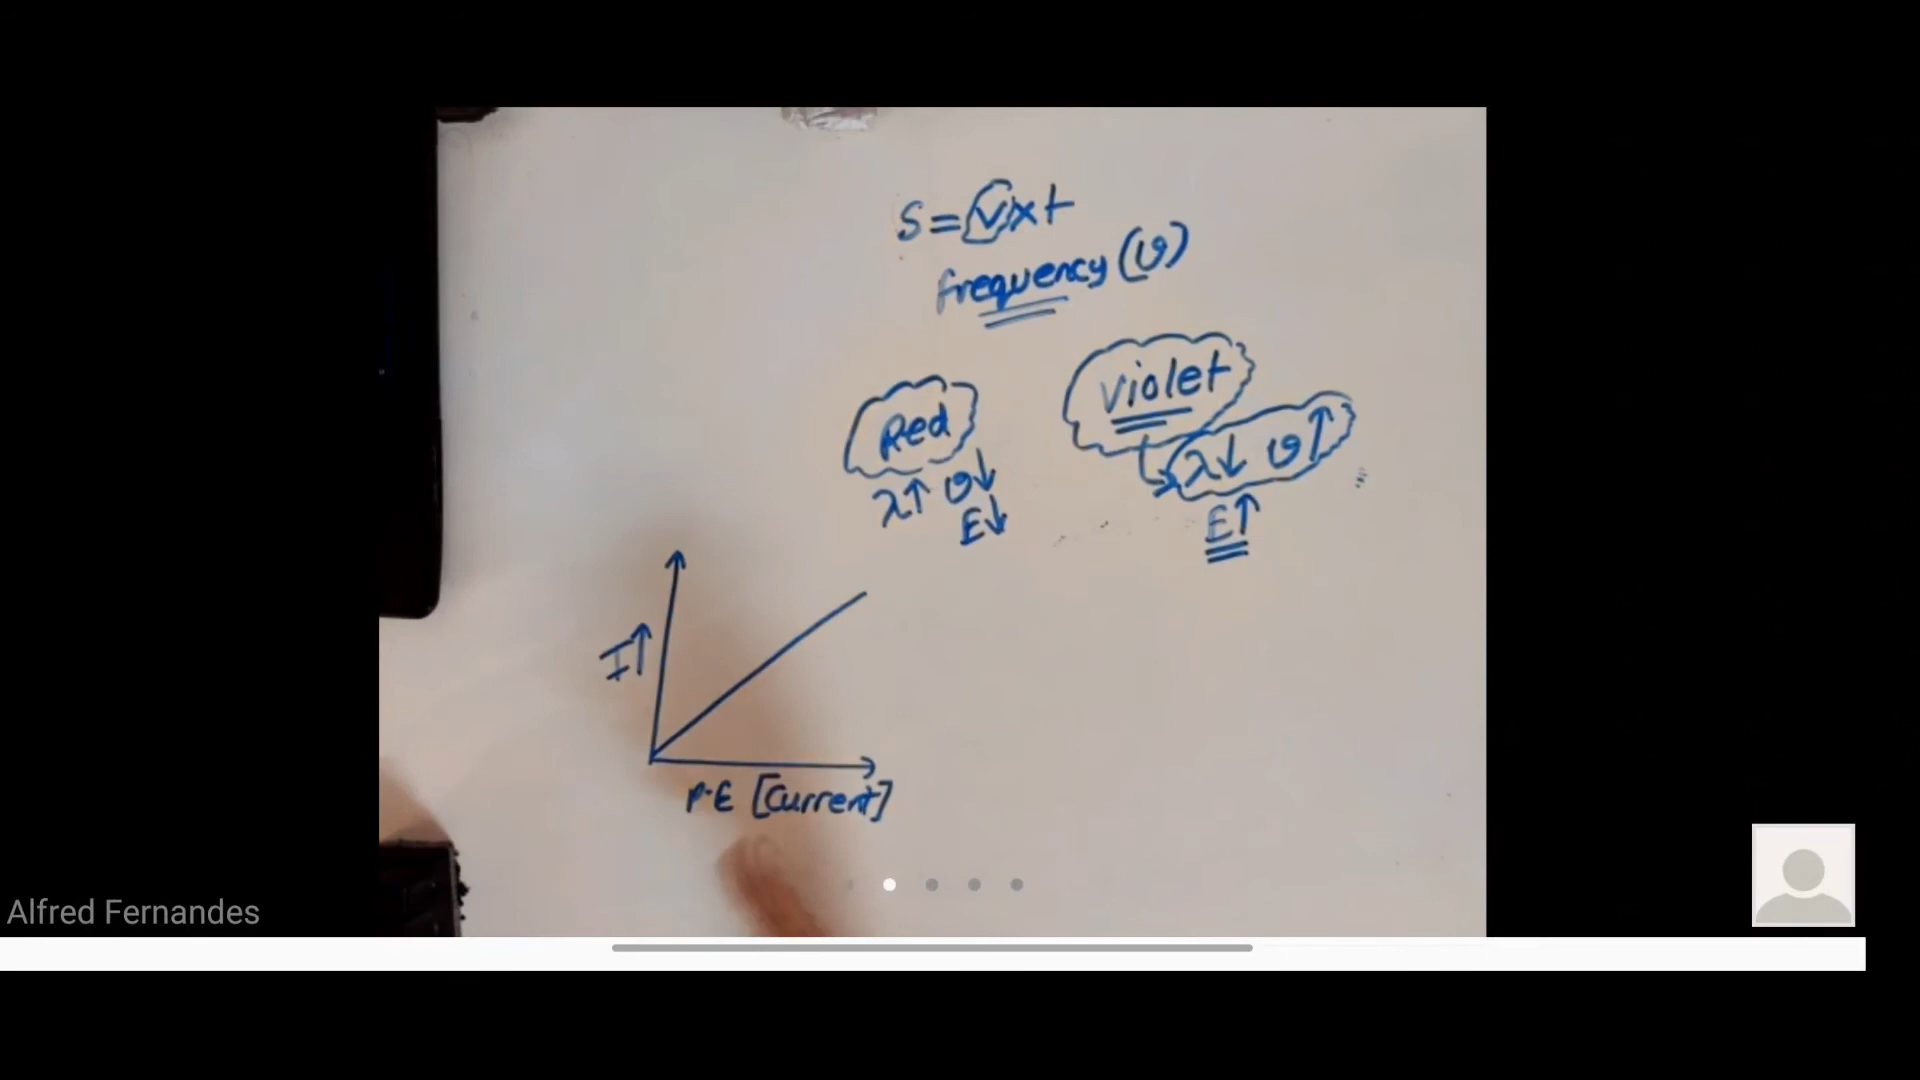 S = v x t
frequency (υ)
Red
λ↑ υ↓
E↓
violet
λ↓ υ↑
E↑
I↑
P.E [Current]
Alfred Fernandes